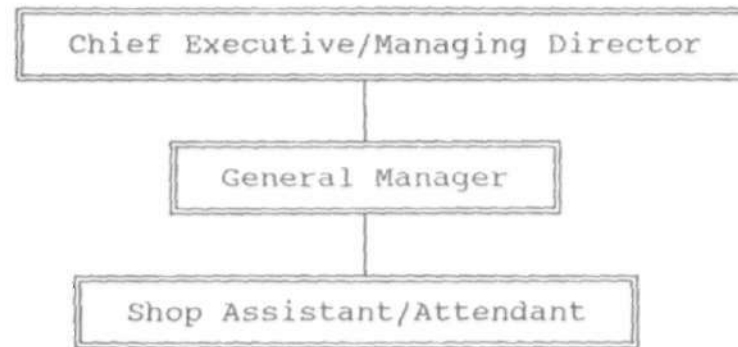 Chief Executive/Managing Director
General Manager
Shop Assistant/Attendant